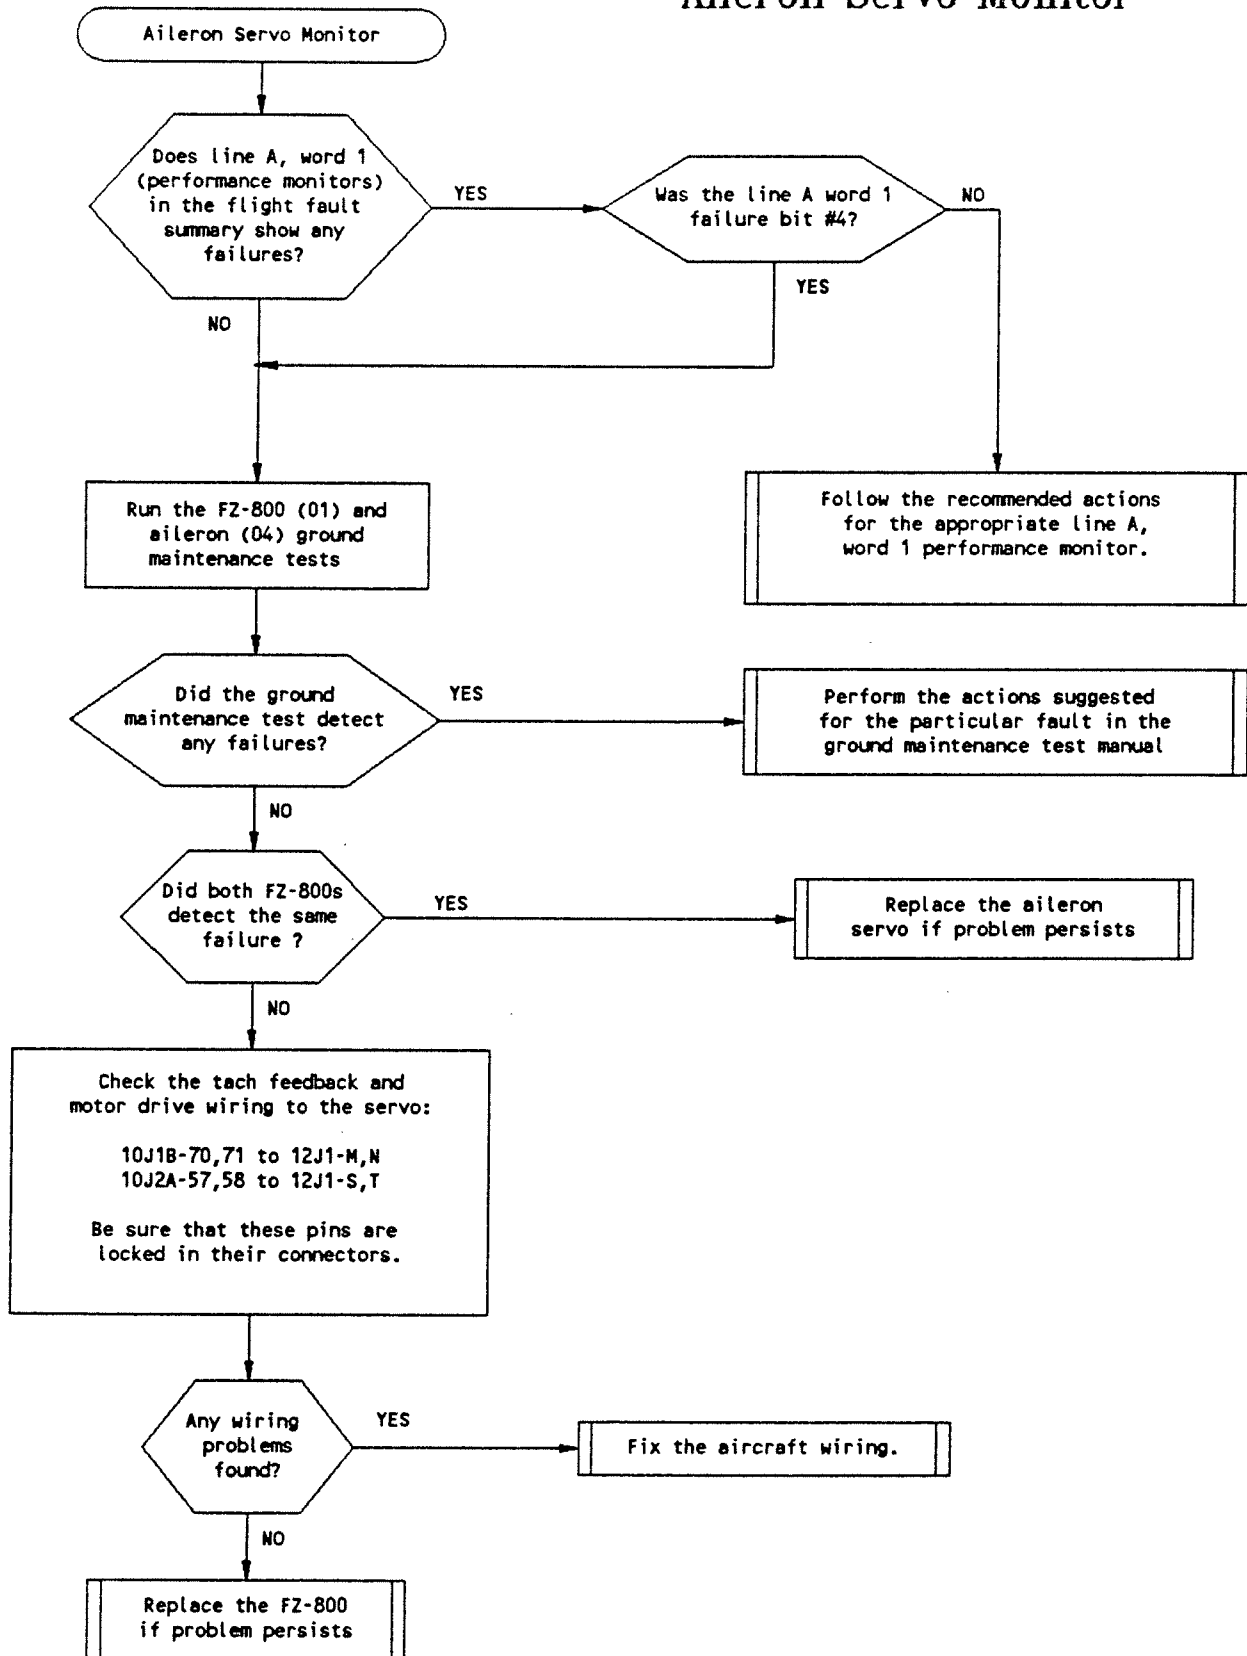 Aileron Servo Monitor
Aileron Servo Monitor
Does line A, word 1
(performance monitors)
in the flight fault
summary show any
failures?
YES
Was the line A word 1
failure bit #4?
NO
YES
NO
Run the FZ-800 (01) and
aileron (04) ground
maintenance tests
Follow the recommended actions
for the appropriate line A,
word 1 performance monitor.
Did the ground
maintenance test detect
any failures?
YES
Perform the actions suggested
for the particular fault in the
ground maintenance test manual
NO
Did both FZ-800s
detect the same
failure ?
YES
Replace the aileron
servo if problem persists
NO
Check the tach feedback and
motor drive wiring to the servo:
10J1B-70,71 to 12J1-M,N
10J2A-57,58 to 12J1-S,T
Be sure that these pins are
locked in their connectors.
Any wiring
problems
found?
YES
Fix the aircraft wiring.
NO
Replace the FZ-800
if problem persists